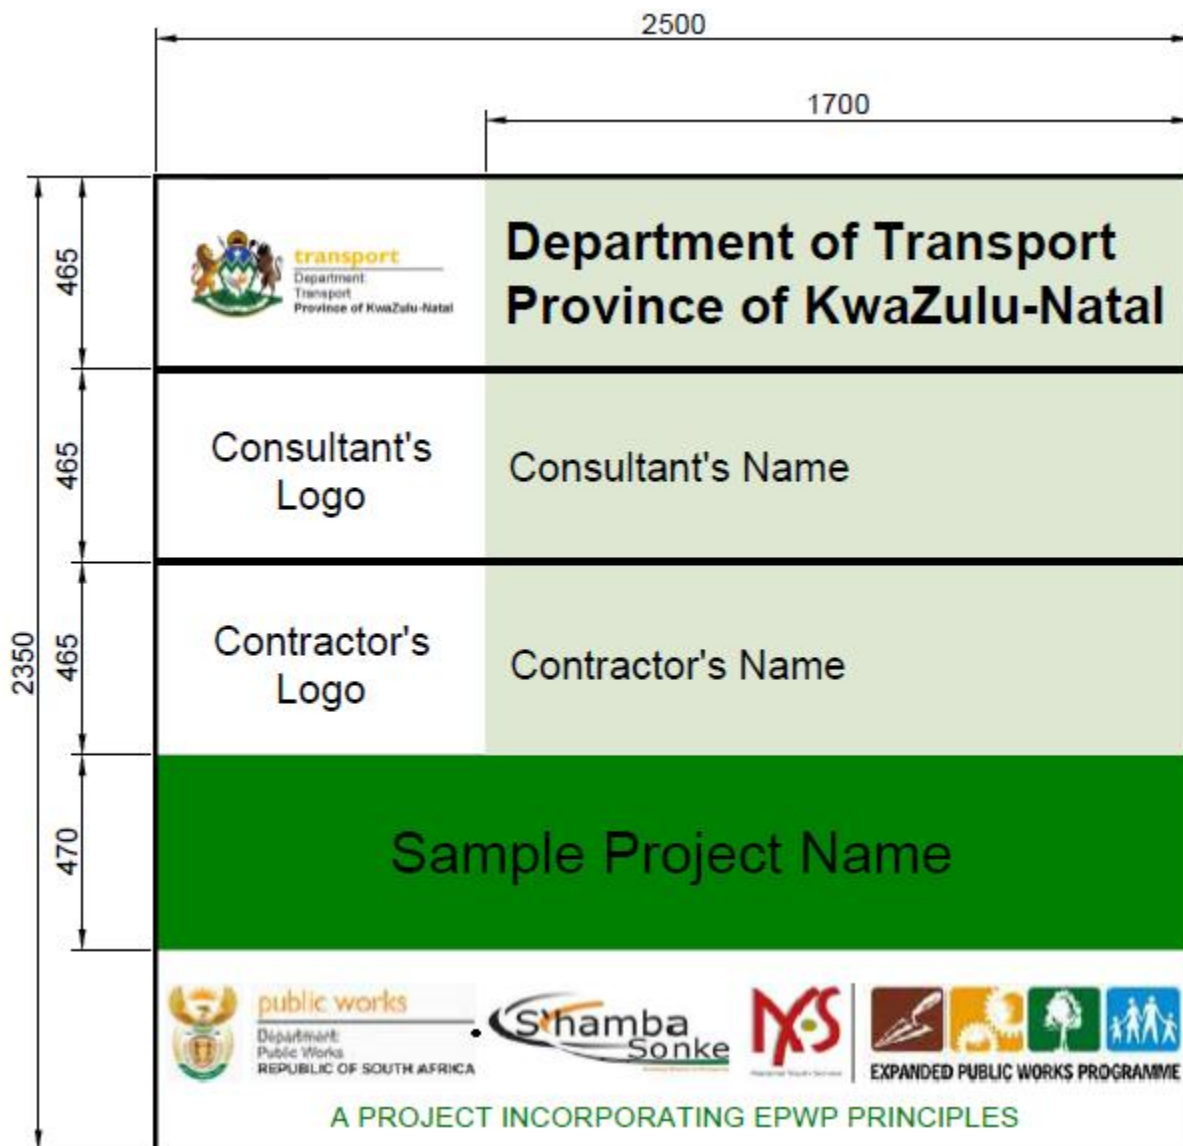 2500
1700
465
transport
Department:
Transport
Province of KwaZulu-Natal
Department of Transport
Province of KwaZulu-Natal
465
Consultant's
Logo
Consultant's Name
2350
465
Contractor's
Logo
Contractor's Name
470
Sample Project Name
public works
Department:
Public Works
REPUBLIC OF SOUTH AFRICA
S'hamba
Sonke
NYS
EXPANDED PUBLIC WORKS PROGRAMME
A PROJECT INCORPORATING EPWP PRINCIPLES